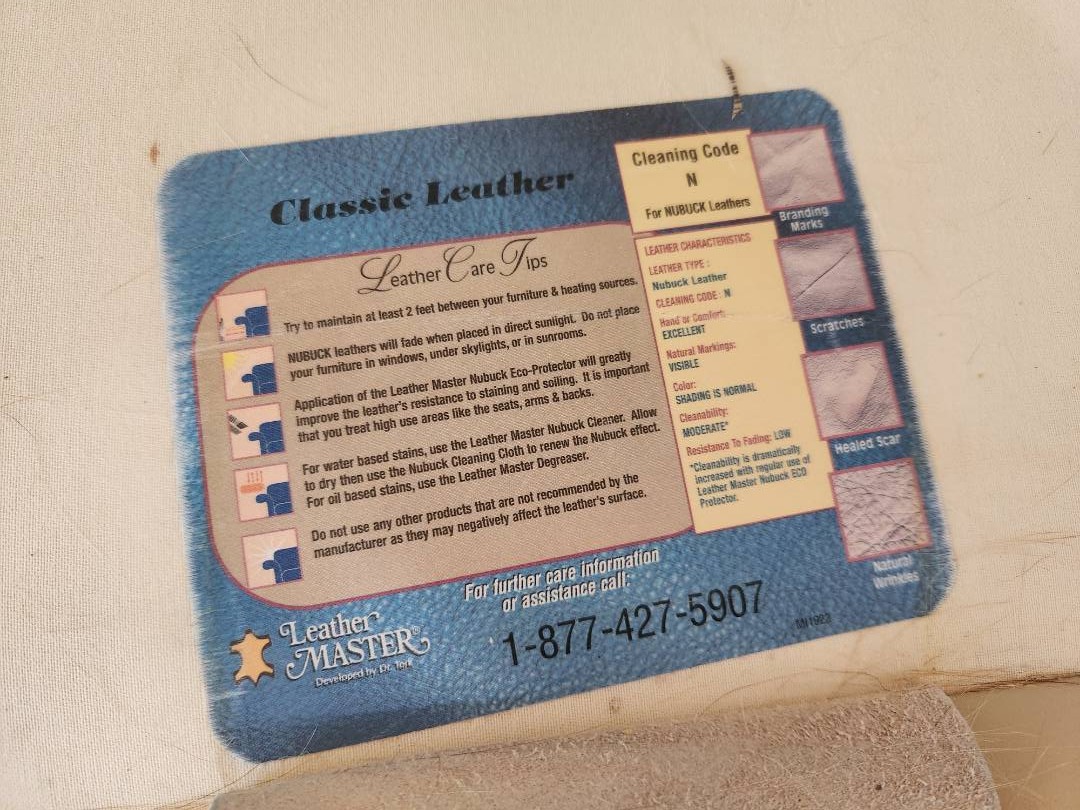 Classic Leather
Leather Care Tips
Try to maintain at least 2 feet between your furniture & heating sources.
NUBUCK leathers will fade when placed in direct sunlight. Do not place
your furniture in windows, under skylights, or in sunrooms.
Application of the Leather Master Nubuck Eco-Protector will greatly
improve the leather's resistance to staining and soiling. It is important
that you treat high use areas like the seats, arms & backs.
For water based stains, use the Leather Master Nubuck Cleaner. Allow
to dry then use the Nubuck Cleaning Cloth to renew the Nubuck effect.
For oil based stains, use the Leather Master Degreaser.
Do not use any other products that are not recommended by the
manufacturer as they may negatively affect the leather's surface.
Cleaning Code
N
For NUBUCK Leathers
LEATHER CHARACTERISTICS
LEATHER TYPE :
Nubuck Leather
CLEANING CODE : N
Hand or Comfort:
EXCELLENT
Natural Markings:
VISIBLE
Color:
SHADING IS NORMAL
Cleanability:
MODERATE*
Resistance To Fading: LOW
*Cleanability is dramatically
increased with regular use of
Leather Master Nubuck ECO
Protector.
Branding
Marks
Scratches
Healed Scar
Natural
Wrinkles
For further care information
or assistance call:
1-877-427-5907
Leather
MASTER®
Developed by Dr. Tork
MI1923